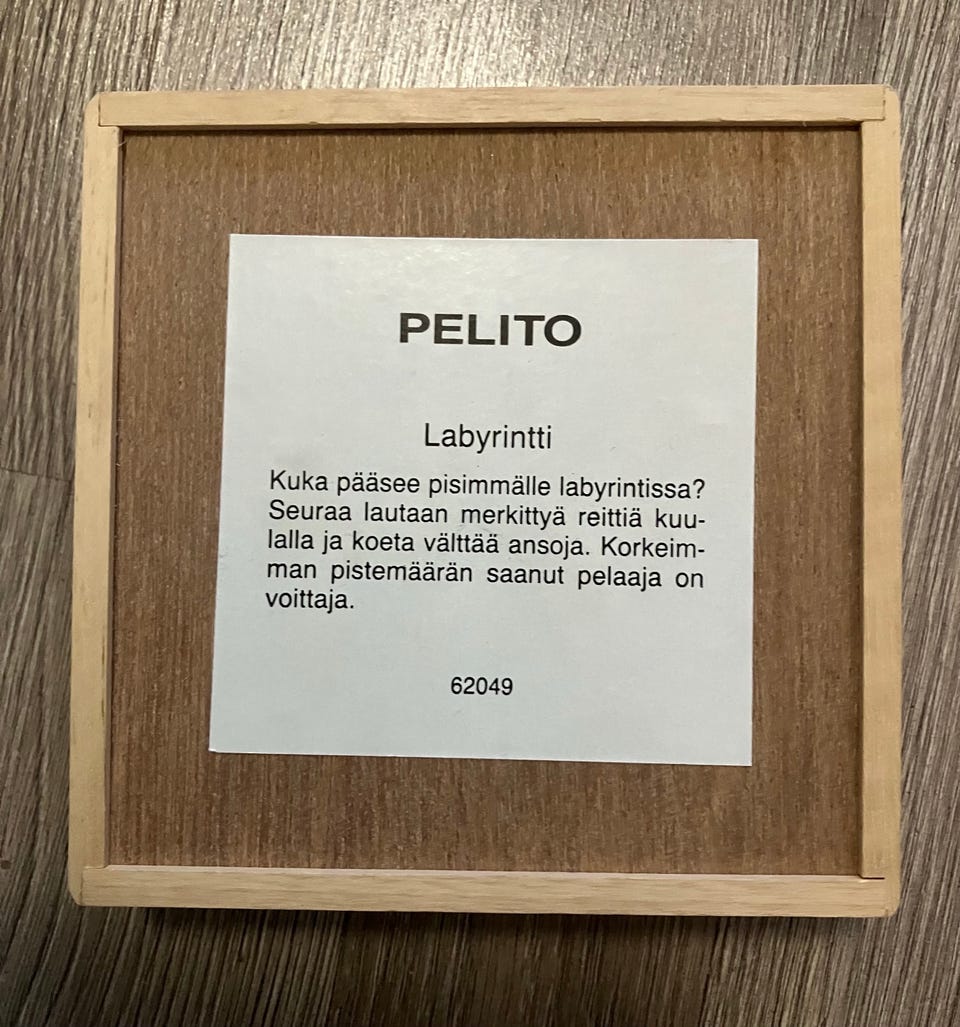 PELITO
Labyrintti
Kuka pääsee pisimmälle labyrintissa?
Seuraa lautaan merkittyä reittiä kuu-
lalla ja koeta välttää ansoja. Korkeim-
man pistemäärän saanut pelaaja on
voittaja.
62049